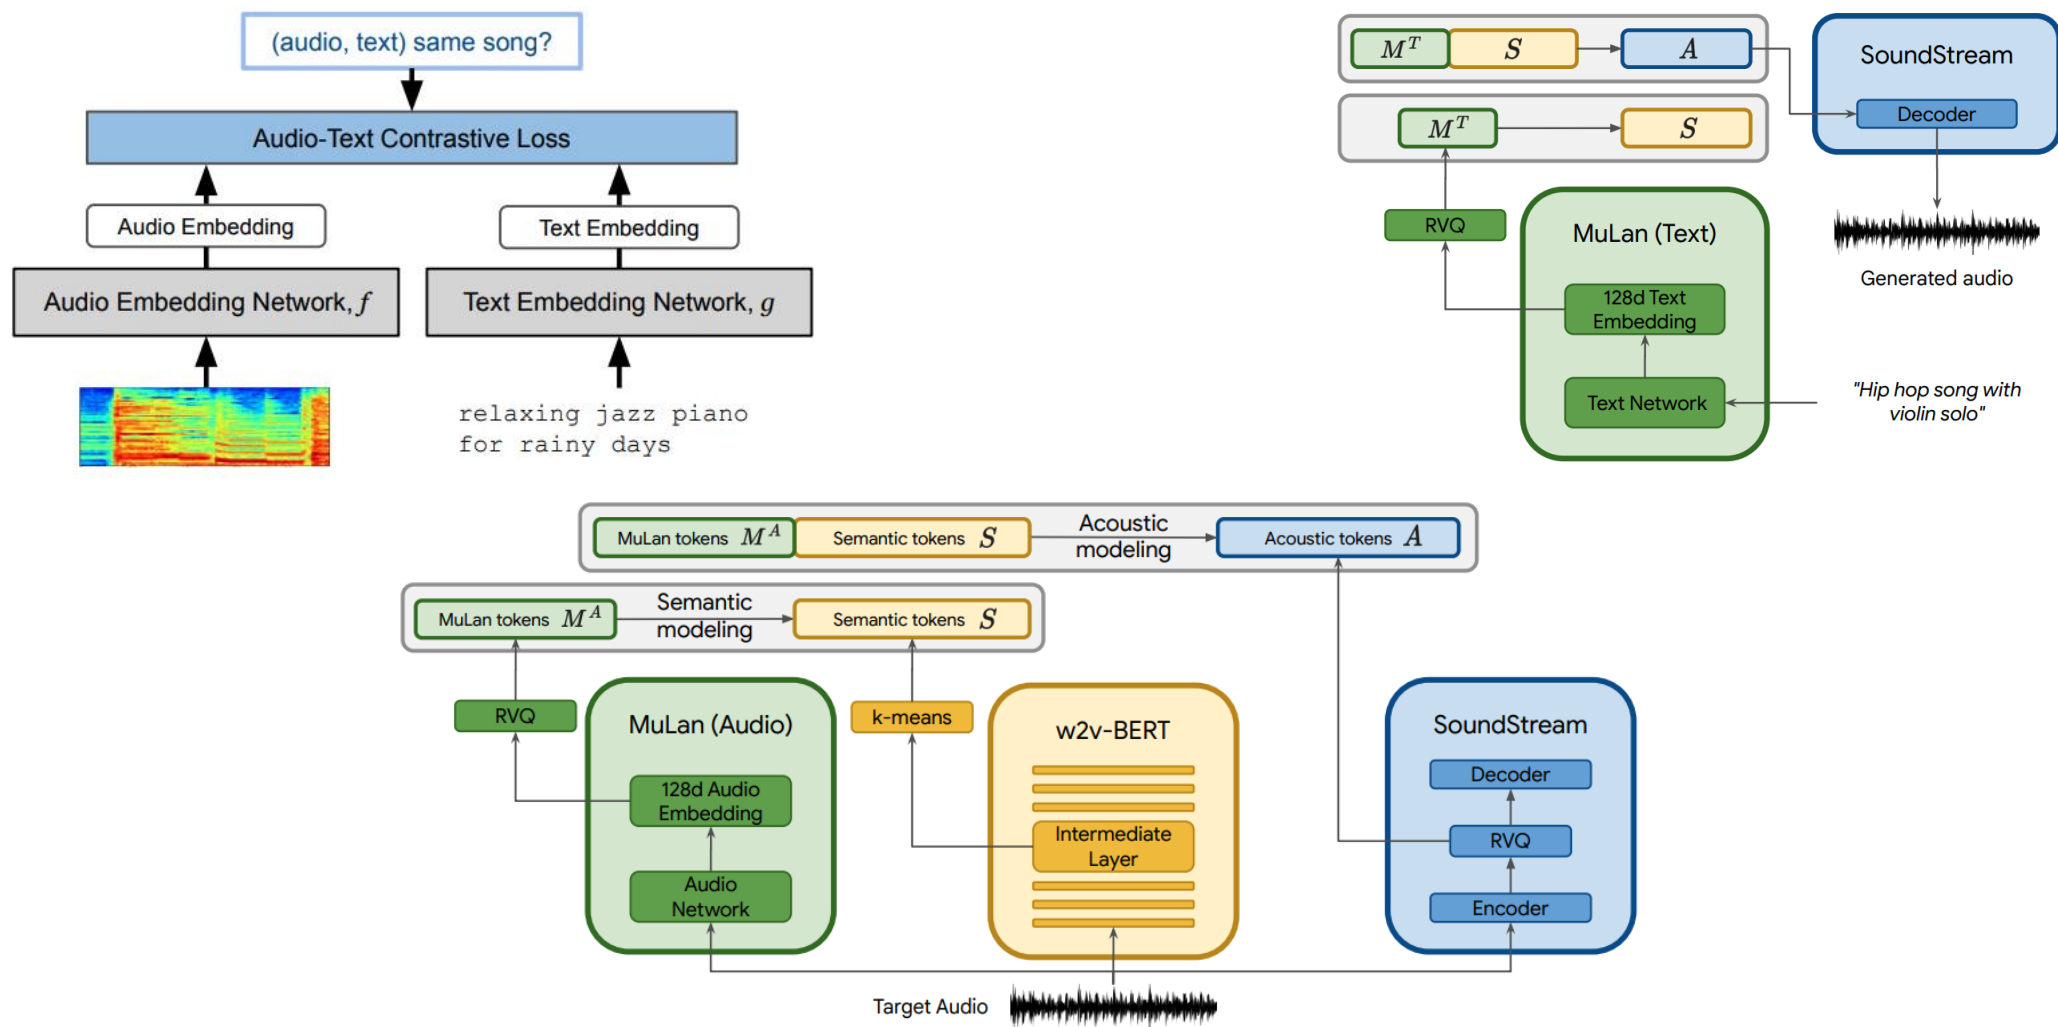 (audio, text) same song?
Audio-Text Contrastive Loss
Audio Embedding
Text Embedding
Audio Embedding Network, f
Text Embedding Network, g
relaxing jazz piano
for rainy days
M^T
S
A
SoundStream
Decoder
M^T
S
RVQ
MuLan (Text)
Generated audio
128d Text
Embedding
Text Network
"Hip hop song with
violin solo"
MuLan tokens M^A
Semantic tokens S
Acoustic
modeling
Acoustic tokens A
MuLan tokens M^A
Semantic
modeling
Semantic tokens S
RVQ
MuLan (Audio)
128d Audio
Embedding
Audio
Network
k-means
w2v-BERT
Intermediate
Layer
SoundStream
Decoder
RVQ
Encoder
Target Audio